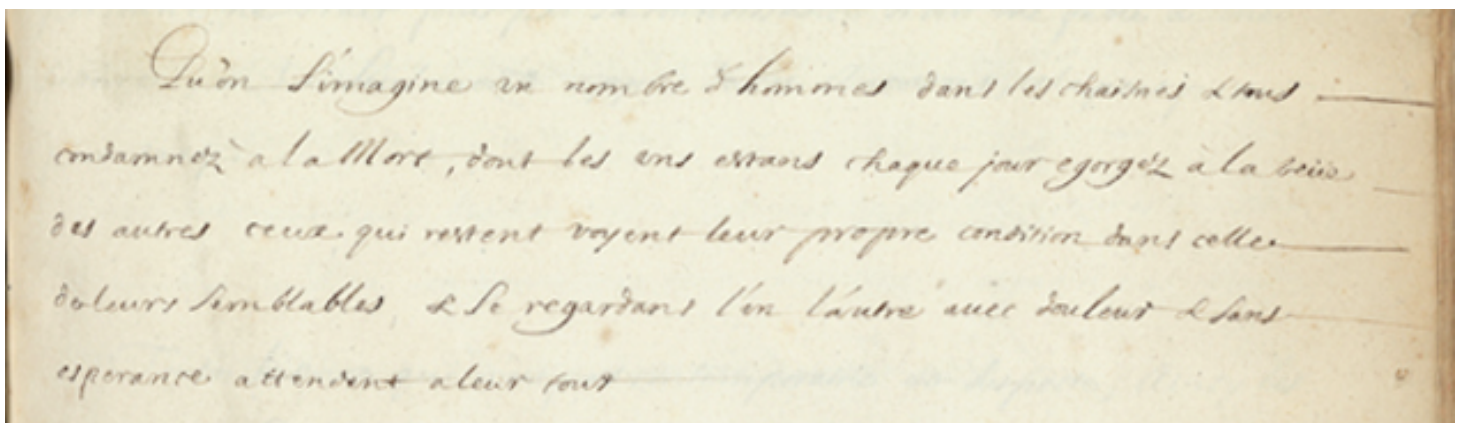 Qu'on s'imagine un nombre d'hommes dans les chaisnes & tous
condamnez à la Mort, dont les uns estans chaque jour egorgéz à la veüe
des autres ceux qui restent voyent leur propre condition dans celle
de leurs semblables & se regardans l'un l'autre avec douleur & sans
esperance attendent a leur tour